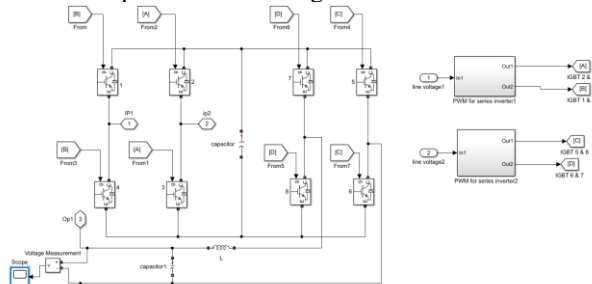 [B]
From
[A]
From2
[D]
From6
[C]
From4
1
2
7
5
IP1
1
ip2
2
capacitor
[B]
From3
[A]
From1
[D]
From5
[C]
From7
4
3
8
6
Op1
3
L
Voltage Measurement
Scope
capacitor1
1
line voltage1
In1
Out1
Out2
PWM for series inverter1
[A]
IGBT 2 &
[B]
IGBT 1 &
2
line voltage2
In1
Out1
Out2
PWM for series inverter2
[C]
IGBT 5 & 8
[D]
IGBT 6 & 7